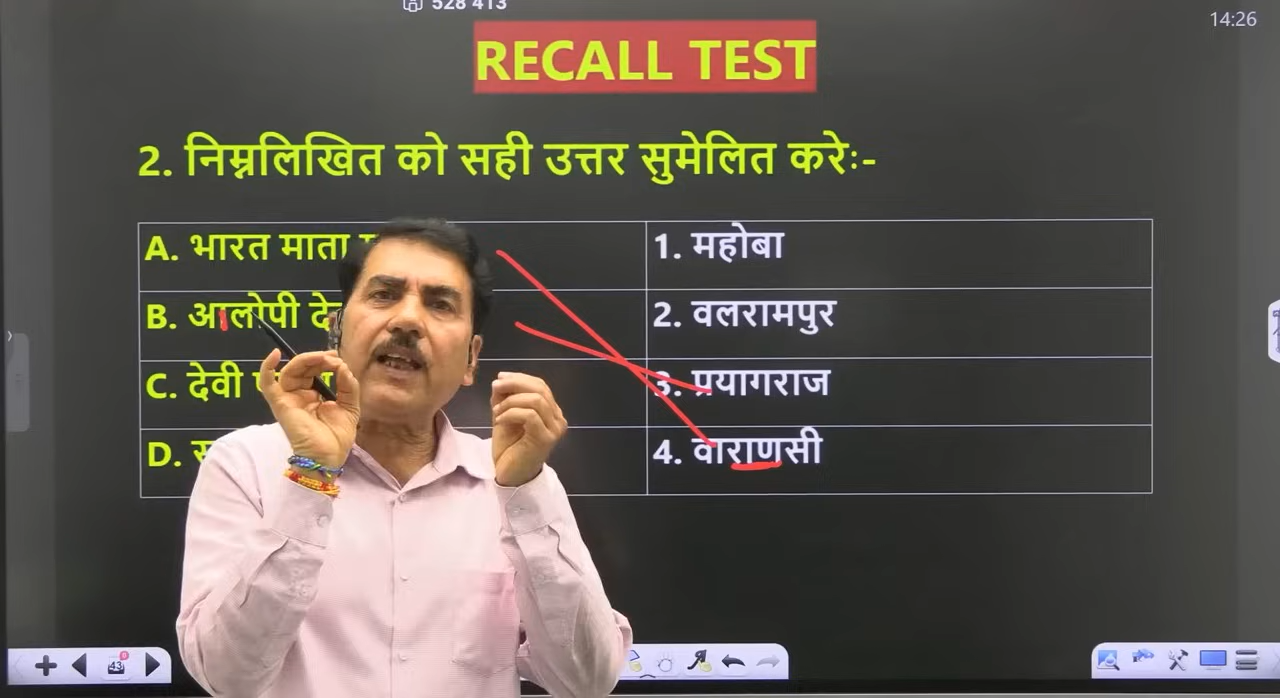 528 413
14:26
RECALL TEST
2. निम्नलिखित को सही उत्तर सुमेलित करेः-
A. भारत माता
1. महोबा
B. आलोपी
2. वलरामपुर
C. देवी
3. प्रयागराज
D.
4. वाराणसी
43